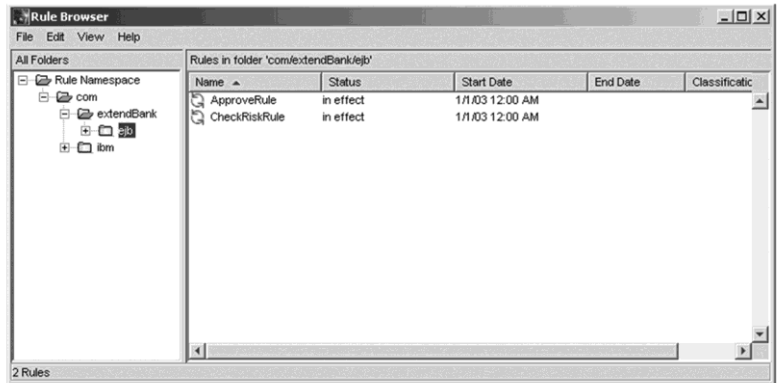 Rule Browser
File Edit View Help
All Folders
Rules in folder 'com/extendBank/ejb'
Rule Namespace
com
extendBank
ejb
ibm
Name Status Start Date End Date Classificatic
ApproveRule in effect 1/1/03 12:00 AM
CheckRiskRule in effect 1/1/03 12:00 AM
2 Rules